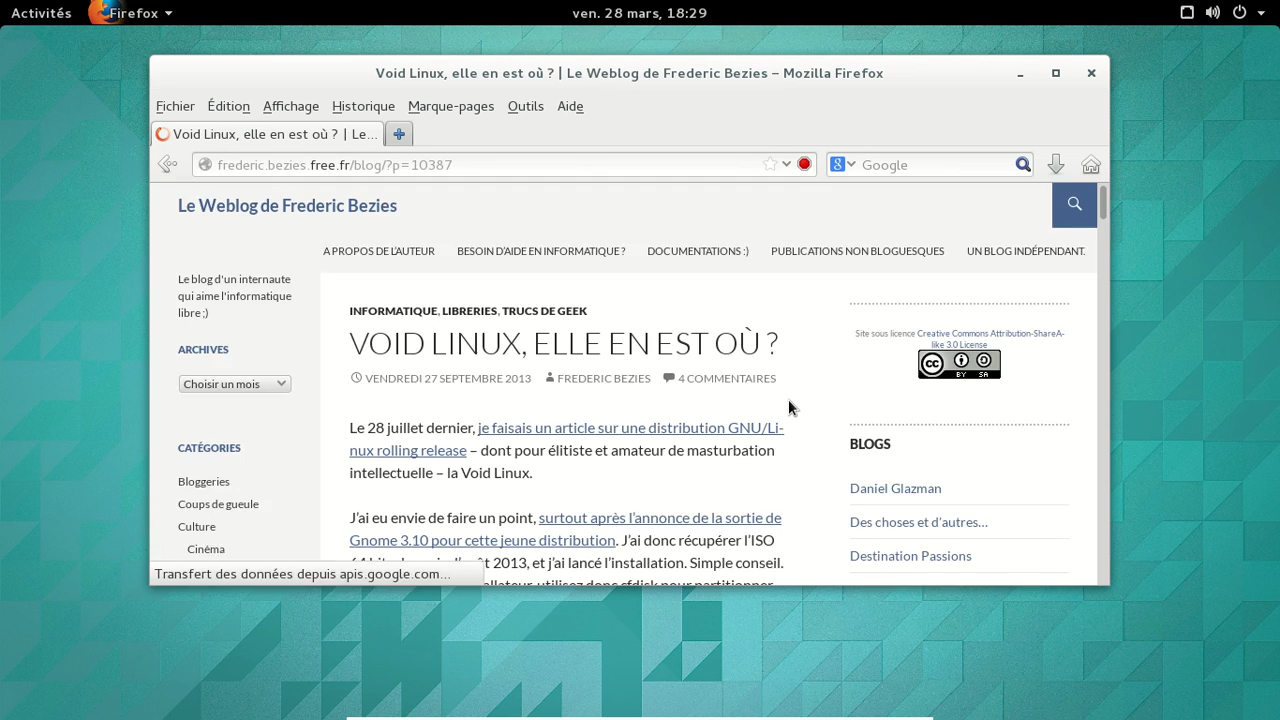 Activités Firefox ven. 28 mars, 18:29
Void Linux, elle en est où ? | Le Weblog de Frederic Bezies – Mozilla Firefox
Fichier Édition Affichage Historique Marque-pages Outils Aide
Void Linux, elle en est où ? | Le...
frederic.bezies.free.fr/blog/?p=10387
Google
Le Weblog de Frederic Bezies
A PROPOS DE L'AUTEUR BESOIN D'AIDE EN INFORMATIQUE ? DOCUMENTATIONS :) PUBLICATIONS NON BLOGUESQUES UN BLOG INDÉPENDANT.
Le blog d'un internaute
qui aime l'informatique
libre ;)
ARCHIVES
Choisir un mois
CATÉGORIES
Bloggeries
Coups de gueule
Culture
Cinéma
INFORMATIQUE, LIBRERIES, TRUCS DE GEEK
VOID LINUX, ELLE EN EST OÙ ?
VENDREDI 27 SEPTEMBRE 2013 FREDERIC BEZIES 4 COMMENTAIRES
Le 28 juillet dernier, je faisais un article sur une distribution GNU/Li-
nux rolling release – dont pour élitiste et amateur de masturbation
intellectuelle – la Void Linux.
J'ai eu envie de faire un point, surtout après l'annonce de la sortie de
Gnome 3.10 pour cette jeune distribution. J'ai donc récupérer l'ISO
2013, et j'ai lancé l'installation. Simple conseil.
utilisez donc cfdisk pour partitionner
Site sous licence Creative Commons Attribution-ShareA-
like 3.0 License
cc BY SA
BLOGS
Daniel Glazman
Des choses et d'autres…
Destination Passions
Transfert des données depuis apis.google.com…